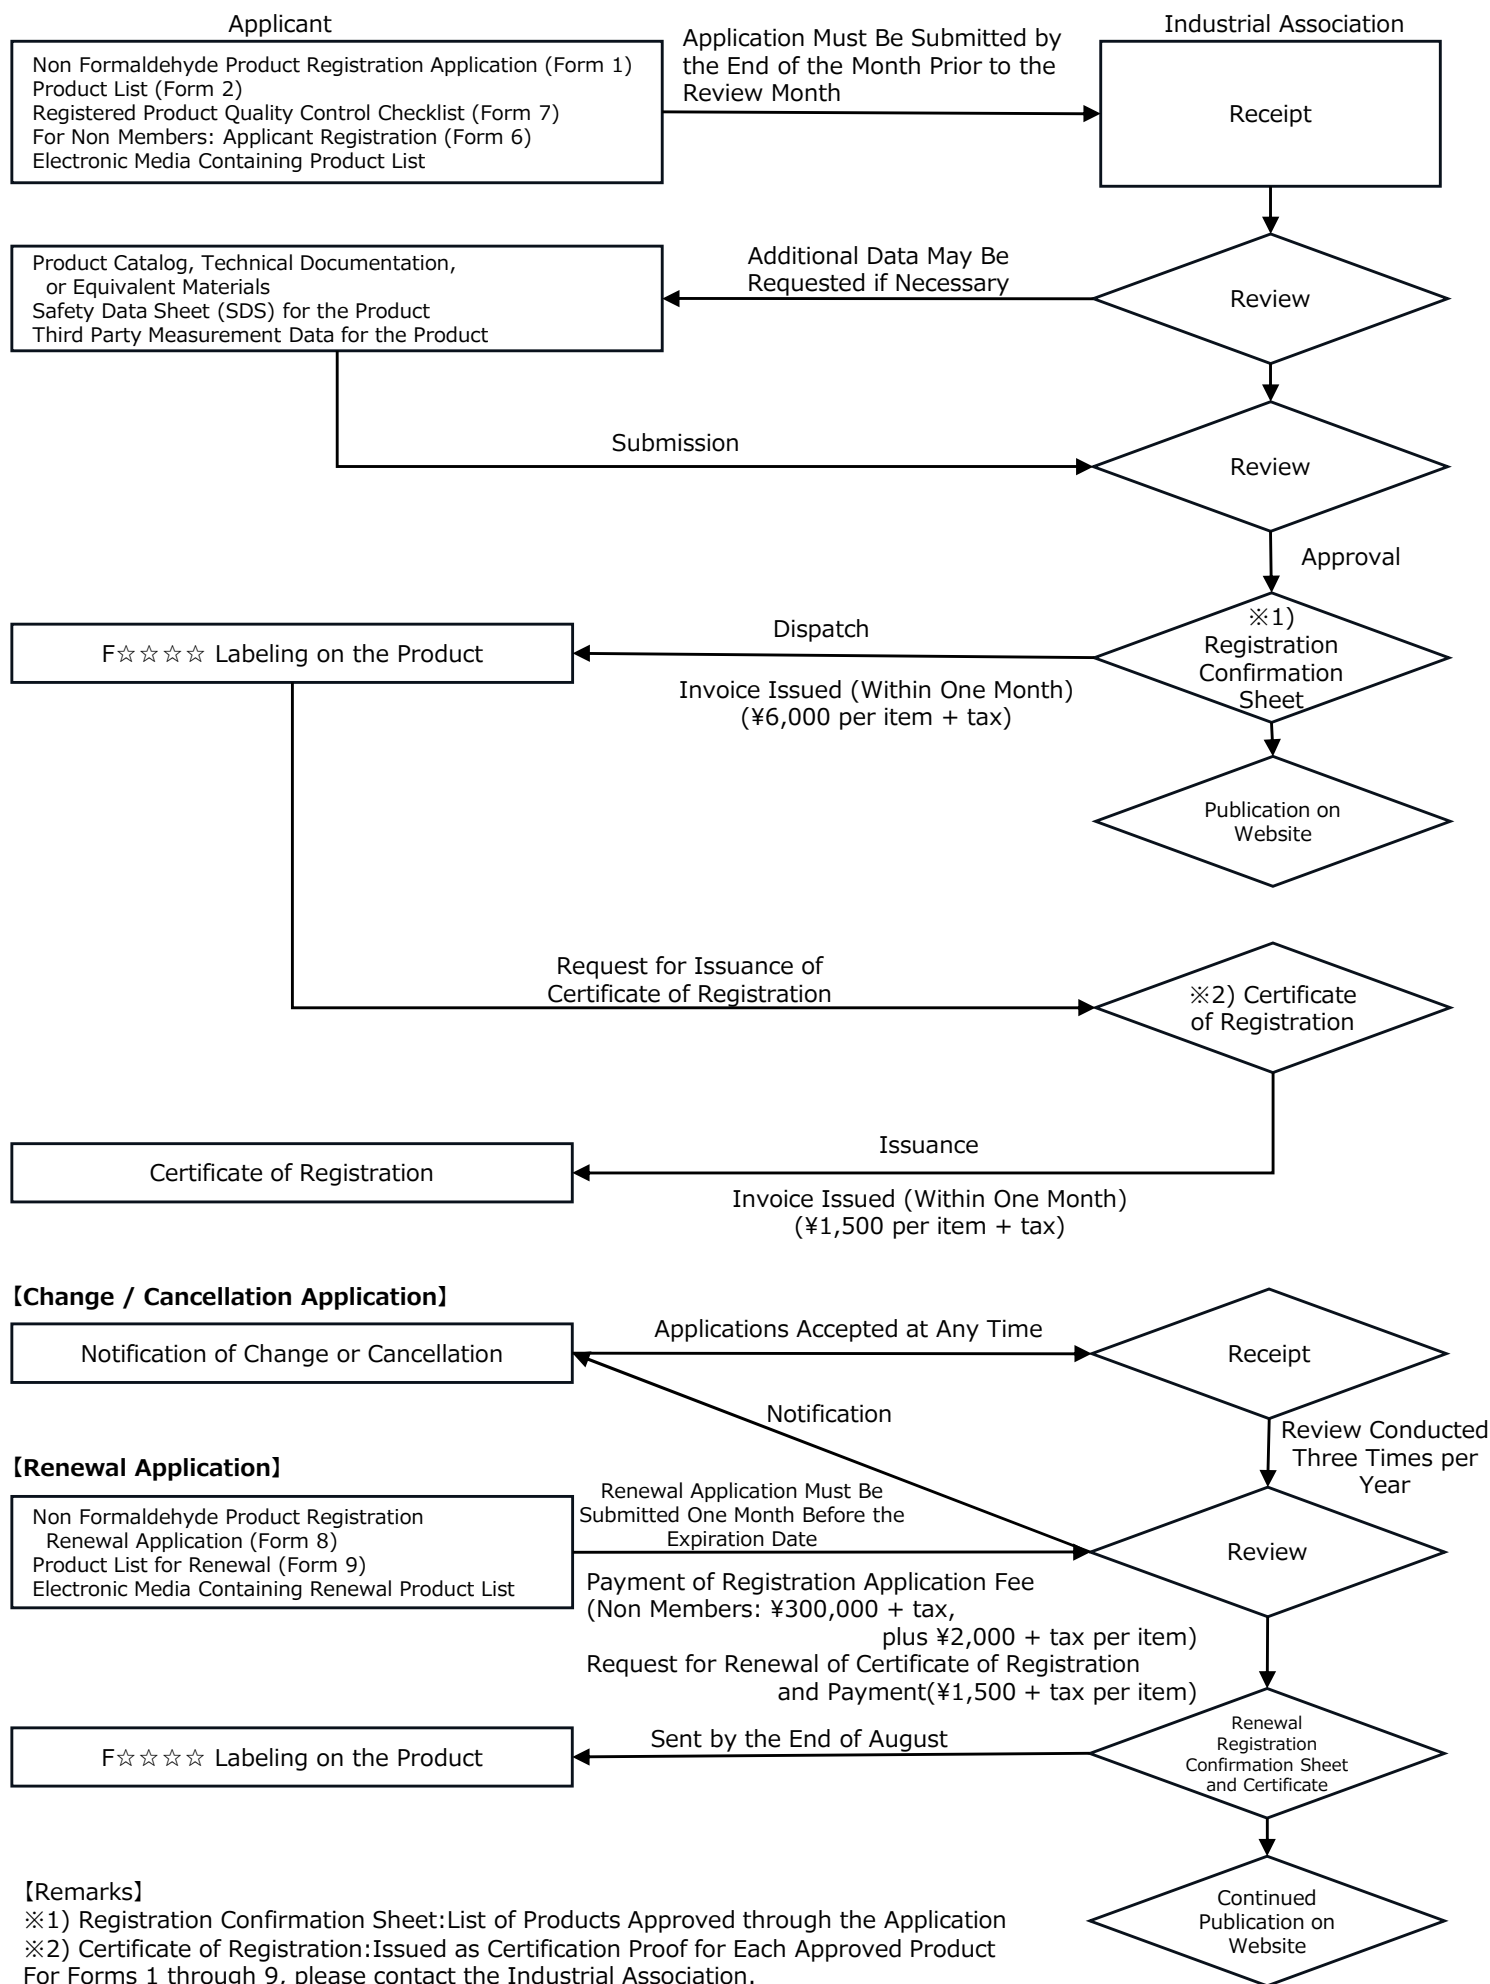 Applicant
Industrial Association
Non Formaldehyde Product Registration Application (Form 1)
Product List (Form 2)
Registered Product Quality Control Checklist (Form 7)
For Non Members: Applicant Registration (Form 6)
Electronic Media Containing Product List
Application Must Be Submitted by
the End of the Month Prior to the
Review Month
Receipt
Product Catalog, Technical Documentation,
or Equivalent Materials
Safety Data Sheet (SDS) for the Product
Third Party Measurement Data for the Product
Additional Data May Be
Requested if Necessary
Review
Submission
Review
Approval
F☆☆☆☆ Labeling on the Product
Dispatch
Invoice Issued (Within One Month)
(¥6,000 per item + tax)
※1)
Registration
Confirmation
Sheet
Publication on
Website
Request for Issuance of
Certificate of Registration
※2) Certificate
of Registration
Certificate of Registration
Issuance
Invoice Issued (Within One Month)
(¥1,500 per item + tax)
【Change / Cancellation Application】
Notification of Change or Cancellation
Applications Accepted at Any Time
Receipt
Notification
Review Conducted
Three Times per
Year
【Renewal Application】
Non Formaldehyde Product Registration
Renewal Application (Form 8)
Product List for Renewal (Form 9)
Electronic Media Containing Renewal Product List
Renewal Application Must Be
Submitted One Month Before the
Expiration Date
Review
Payment of Registration Application Fee
(Non Members: ¥300,000 + tax,
plus ¥2,000 + tax per item)
Request for Renewal of Certificate of Registration
and Payment(¥1,500 + tax per item)
F☆☆☆☆ Labeling on the Product
Sent by the End of August
Renewal
Registration
Confirmation Sheet
and Certificate
Continued
Publication on
Website
【Remarks】
※1) Registration Confirmation Sheet:List of Products Approved through the Application
※2) Certificate of Registration:Issued as Certification Proof for Each Approved Product
For Forms 1 through 9, please contact the Industrial Association.